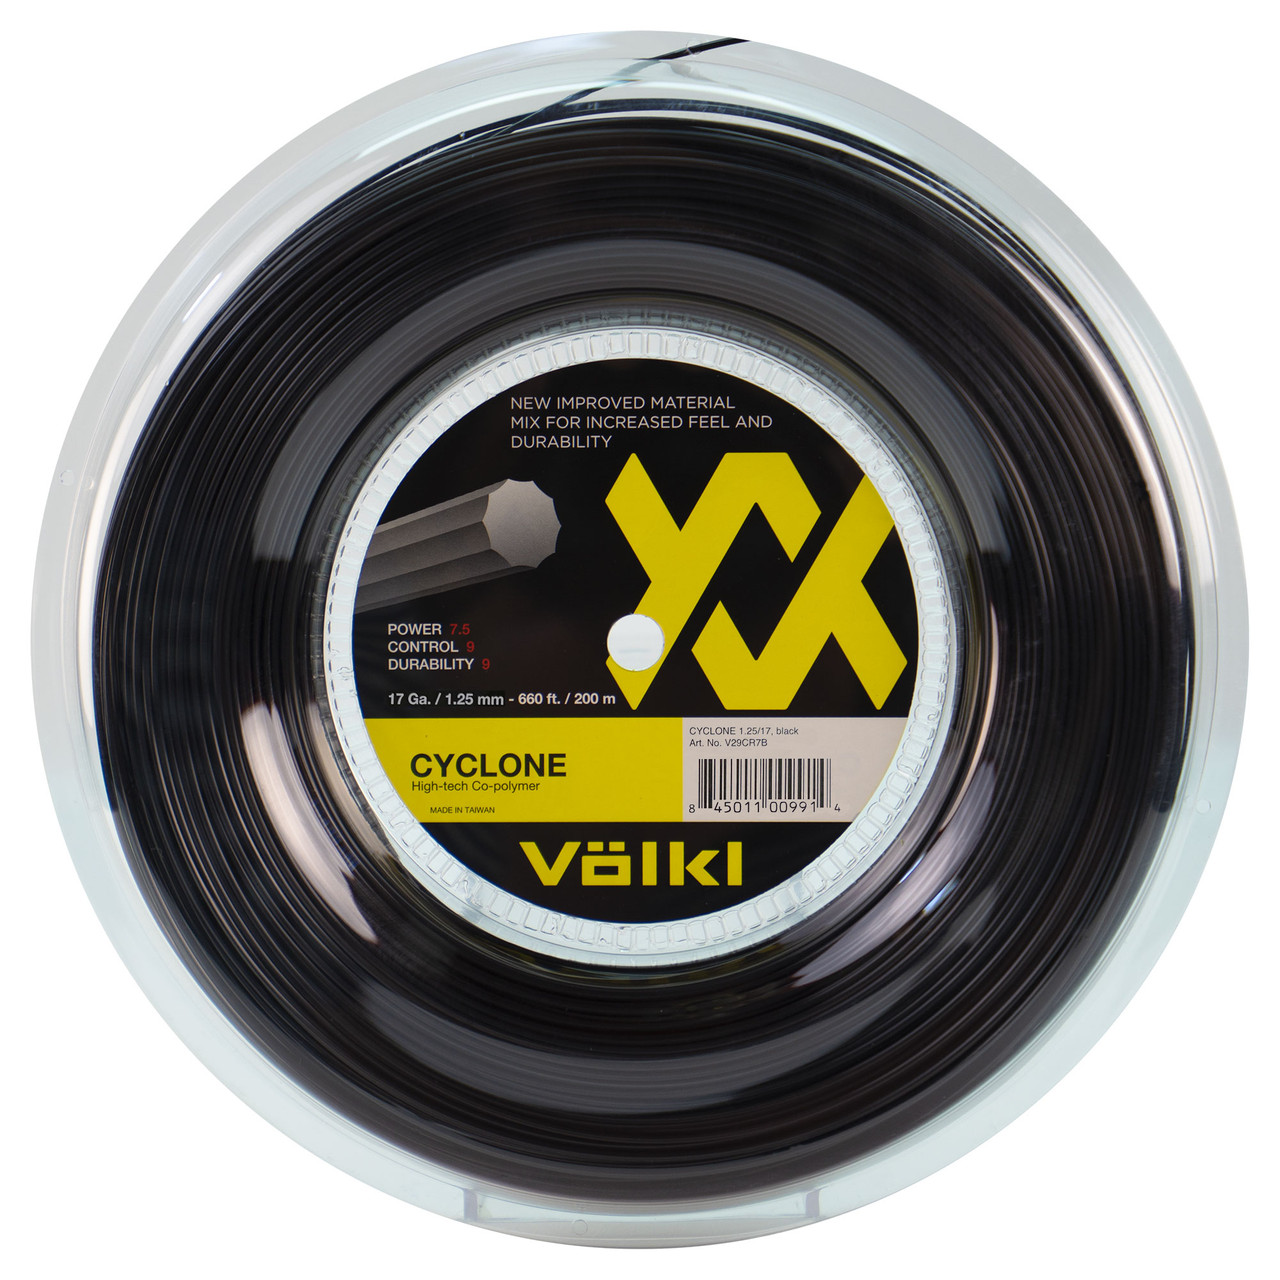 NEW IMPROVED MATERIAL
MIX FOR INCREASED FEEL AND
DURABILITY
POWER 7.5
CONTROL 9
DURABILITY 9
17 Ga. / 1.25 mm - 660 ft. / 200 m
CYCLONE
High-tech Co-polymer
MADE IN TAIWAN
CYCLONE 1.25/17, black
Art. No. V29CR7B
8 45011 00991 4
völkl